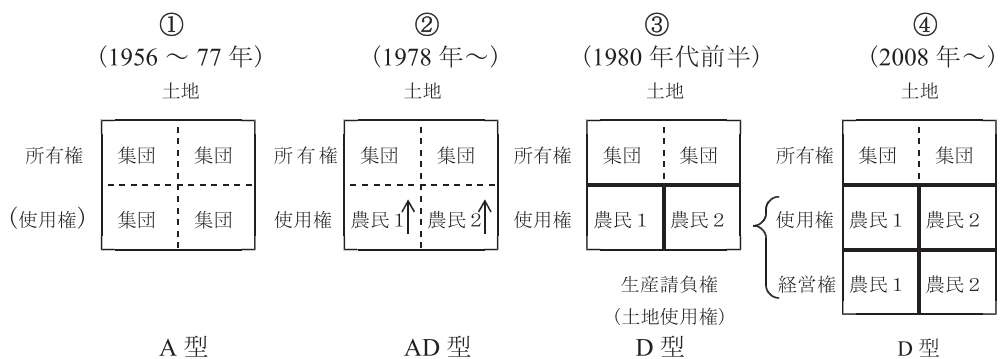 ①
(1956 ~ 77 年)
土地
所有権 集団 集団
(使用権) 集団 集団
A 型
②
(1978 年~)
土地
所有権 集団 集団
使用権 農民1 農民2
AD 型
③
(1980 年代前半)
土地
所有権 集団 集団
使用権 農民1 農民2
生産請負権
(土地使用権)
D 型
④
(2008 年~)
土地
所有権 集団 集団
使用権 農民1 農民2
経営権 農民1 農民2
D 型